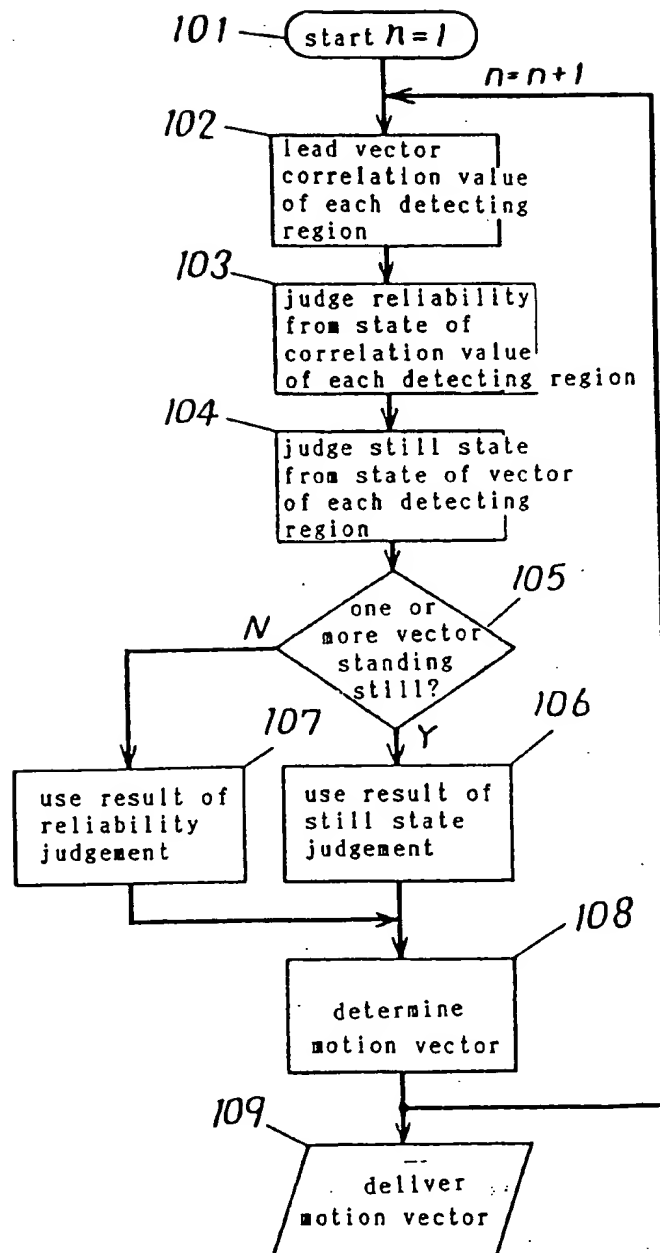 101
start n=1
n=n+1
102
lead vector
correlation value
of each detecting
region
103
judge reliability
from state of
correlation value
of each detecting region
104
judge still state
from state of vector
of each detecting
region
105
one or
more vector
standing
still?
N
Y
107
use result of
reliability
judgement
106
use result of
still state
judgement
108
determine
motion vector
109
deliver
motion vector